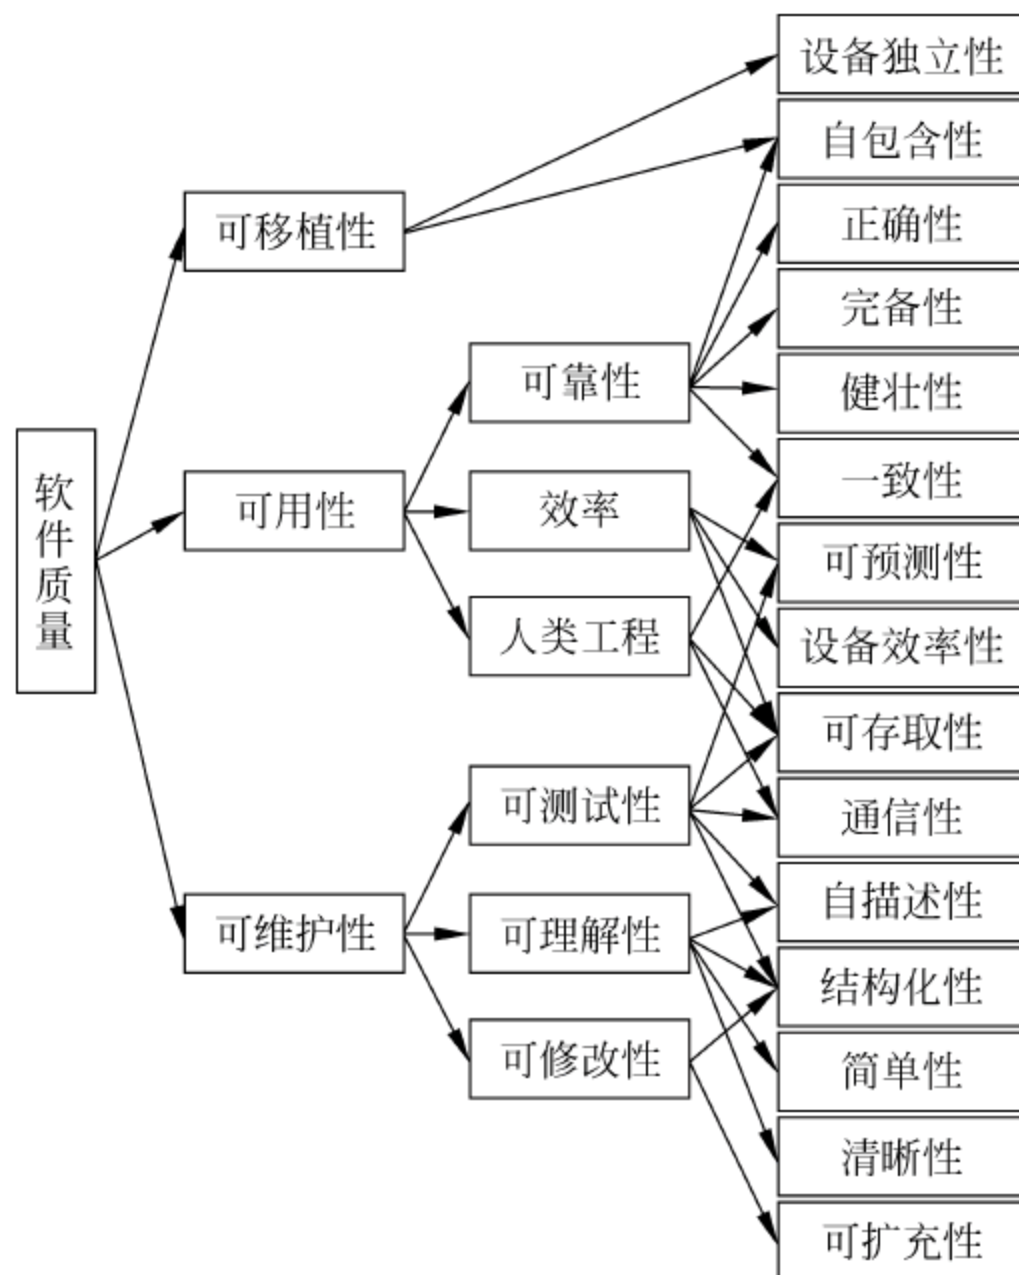 软件质量
可移植性
可用性
可维护性
可靠性
效率
人类工程
可测试性
可理解性
可修改性
设备独立性
自包含性
正确性
完备性
健壮性
一致性
可预测性
设备效率性
可存取性
通信性
自描述性
结构化性
简单性
清晰性
可扩充性